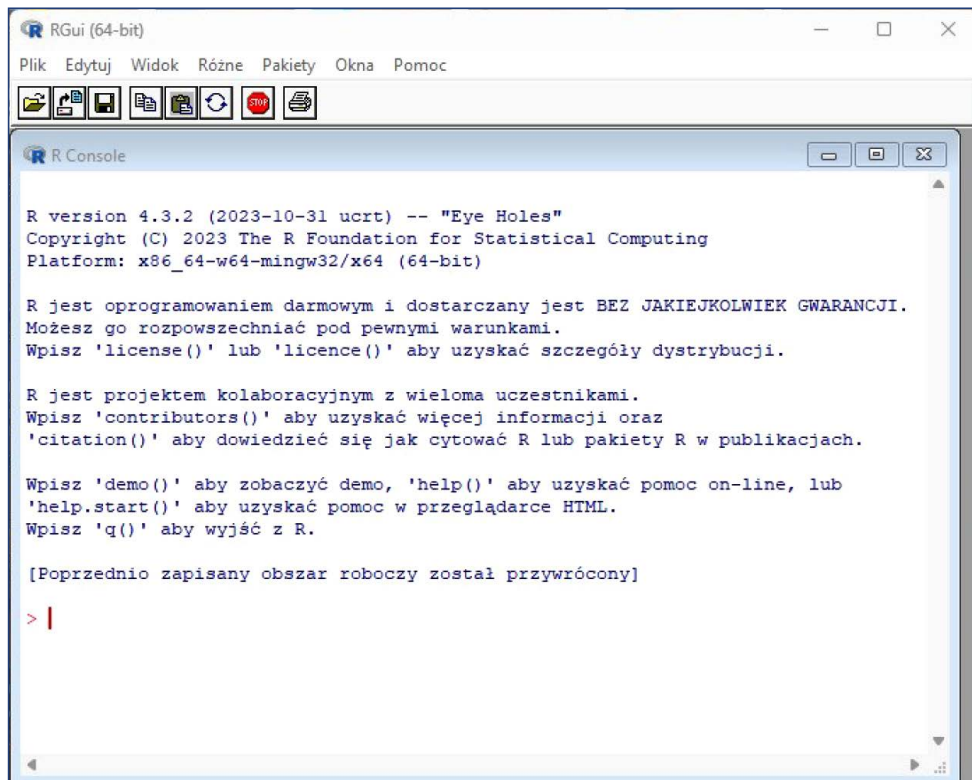 RGui (64-bit)
Plik Edytuj Widok Różne Pakiety Okna Pomoc
STOP
R Console
R version 4.3.2 (2023-10-31 ucrt) -- "Eye Holes"
Copyright (C) 2023 The R Foundation for Statistical Computing
Platform: x86_64-w64-mingw32/x64 (64-bit)
R jest oprogramowaniem darmowym i dostarczany jest BEZ JAKIEJKOLWIEK GWARANCJI.
Możesz go rozpowszechniać pod pewnymi warunkami.
Wpisz 'license()' lub 'licence()' aby uzyskać szczegóły dystrybucji.
R jest projektem kolaboracyjnym z wieloma uczestnikami.
Wpisz 'contributors()' aby uzyskać więcej informacji oraz
'citation()' aby dowiedzieć się jak cytować R lub pakiety R w publikacjach.
Wpisz 'demo()' aby zobaczyć demo, 'help()' aby uzyskać pomoc on-line, lub
'help.start()' aby uzyskać pomoc w przeglądarce HTML.
Wpisz 'q()' aby wyjść z R.
[Poprzednio zapisany obszar roboczy został przywrócony]
>